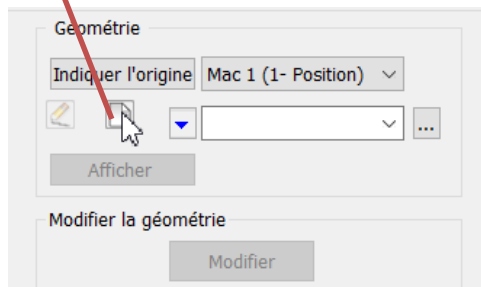 Géométrie
Indiquer l'origine Mac 1 (1- Position)
...
Afficher
Modifier la géométrie
Modifier